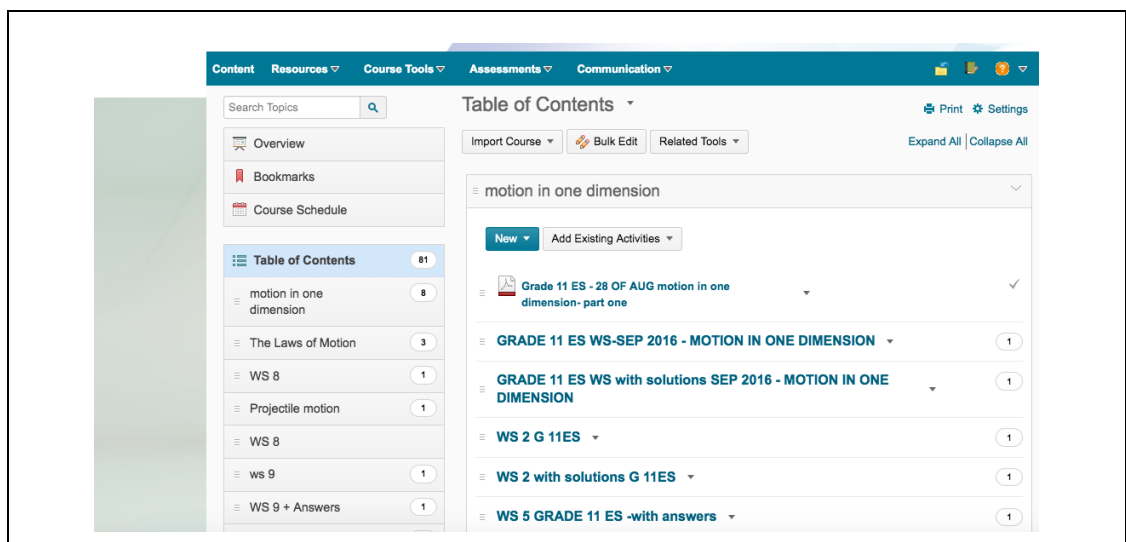 Content Resources Course Tools Assessments Communication
Search Topics
Overview
Bookmarks
Course Schedule
Table of Contents 81
motion in one
dimension
8
The Laws of Motion 3
WS 8 1
Projectile motion 1
WS 8
ws 9 1
WS 9 + Answers 1
Table of Contents
Print Settings
Import Course Bulk Edit Related Tools
Expand All Collapse All
motion in one dimension
New Add Existing Activities
Grade 11 ES - 28 OF AUG motion in one
dimension- part one
GRADE 11 ES WS-SEP 2016 - MOTION IN ONE DIMENSION 1
GRADE 11 ES WS with solutions SEP 2016 - MOTION IN ONE
DIMENSION
1
WS 2 G 11ES 1
WS 2 with solutions G 11ES 1
WS 5 GRADE 11 ES -with answers 1